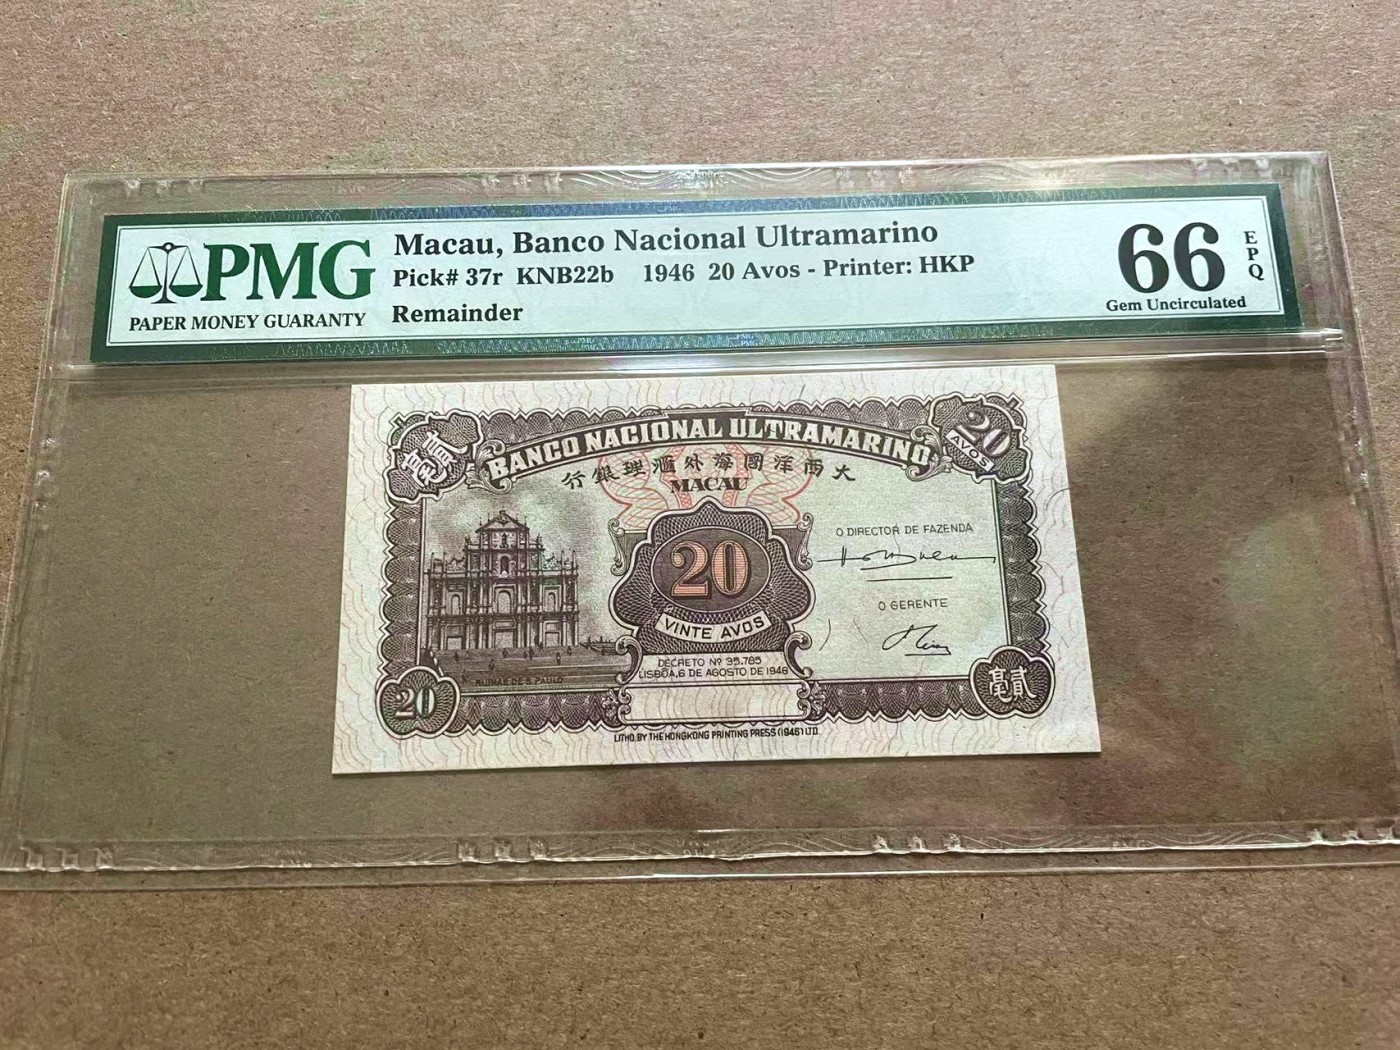 PMG
PAPER MONEY GUARANTY
Macau, Banco Nacional Ultramarino
Pick# 37r KNB22b 1946 20 Avos - Printer: HKP
Remainder
66
EPQ
Gem Uncirculated
貳毫
BANCO NACIONAL ULTRAMARINO
20 AVOS
行銀理滙外海國洋西大
MACAU
20
VINTE AVOS
O DIRECTOR DE FAZENDA
O GERENTE
DECRETO Nº 35.785
LISBÔA, 6 DE AGOSTO DE 1946
RUINAS DE S. PAULO
20
毫貳
LITHO. BY THE HONGKONG PRINTING PRESS (1946) LTD.